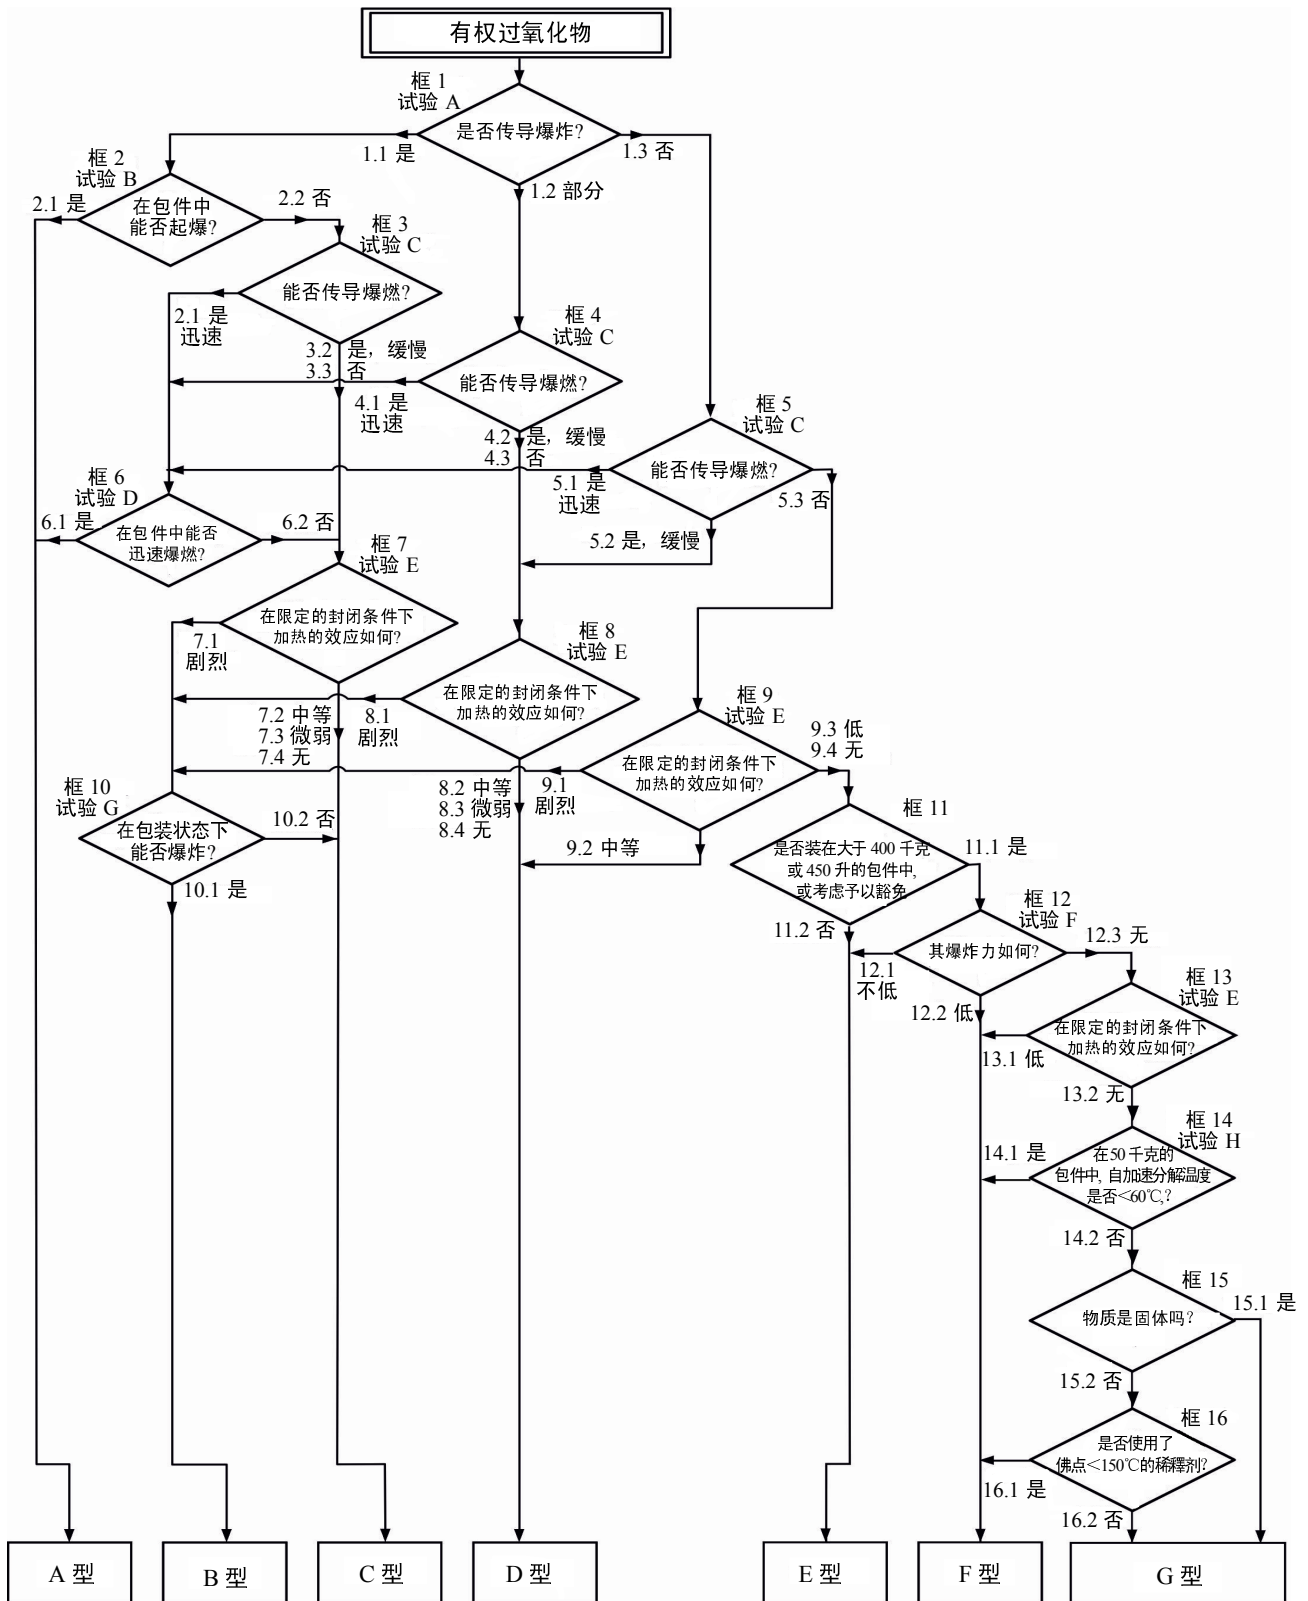 有权过氧化物
框 1
试验 A
是否传导爆炸?
1.1 是
1.3 否
1.2 部分
框 2
试验 B
在包件中
能否起爆?
2.1 是
2.2 否
框 3
试验 C
能否传导爆燃?
2.1 是
迅速
3.2 是，缓慢
3.3 否
框 4
试验 C
能否传导爆燃?
4.1 是
迅速
4.2 是，缓慢
4.3 否
框 5
试验 C
能否传导爆燃?
5.1 是
迅速
5.3 否
5.2 是，缓慢
框 6
试验 D
在包件中能否
迅速爆燃?
6.1 是
6.2 否
框 7
试验 E
在限定的封闭条件下
加热的效应如何?
7.1
剧烈
7.2 中等
7.3 微弱
7.4 无
框 8
试验 E
在限定的封闭条件下
加热的效应如何?
8.1
剧烈
8.2 中等
8.3 微弱
8.4 无
框 9
试验 E
在限定的封闭条件下
加热的效应如何?
9.3 低
9.4 无
9.1
剧烈
9.2 中等
框 10
试验 G
在包装状态下
能否爆炸?
10.2 否
10.1 是
框 11
是否装在大于 400 千克
或 450 升的包件中,
或考虑予以豁免
11.1 是
11.2 否
框 12
试验 F
其爆炸力如何?
12.3 无
12.1
不低
12.2 低
框 13
试验 E
在限定的封闭条件下
加热的效应如何?
13.1 低
13.2 无
框 14
试验 H
在50 千克的
包件中, 自加速分解温度
是否<60℃,?
14.1 是
14.2 否
框 15
物质是固体吗?
15.1 是
15.2 否
框 16
是否使用了
佛点<150℃的稀釋剂?
16.1 是
16.2 否
A 型
B 型
C 型
D 型
E 型
F 型
G 型